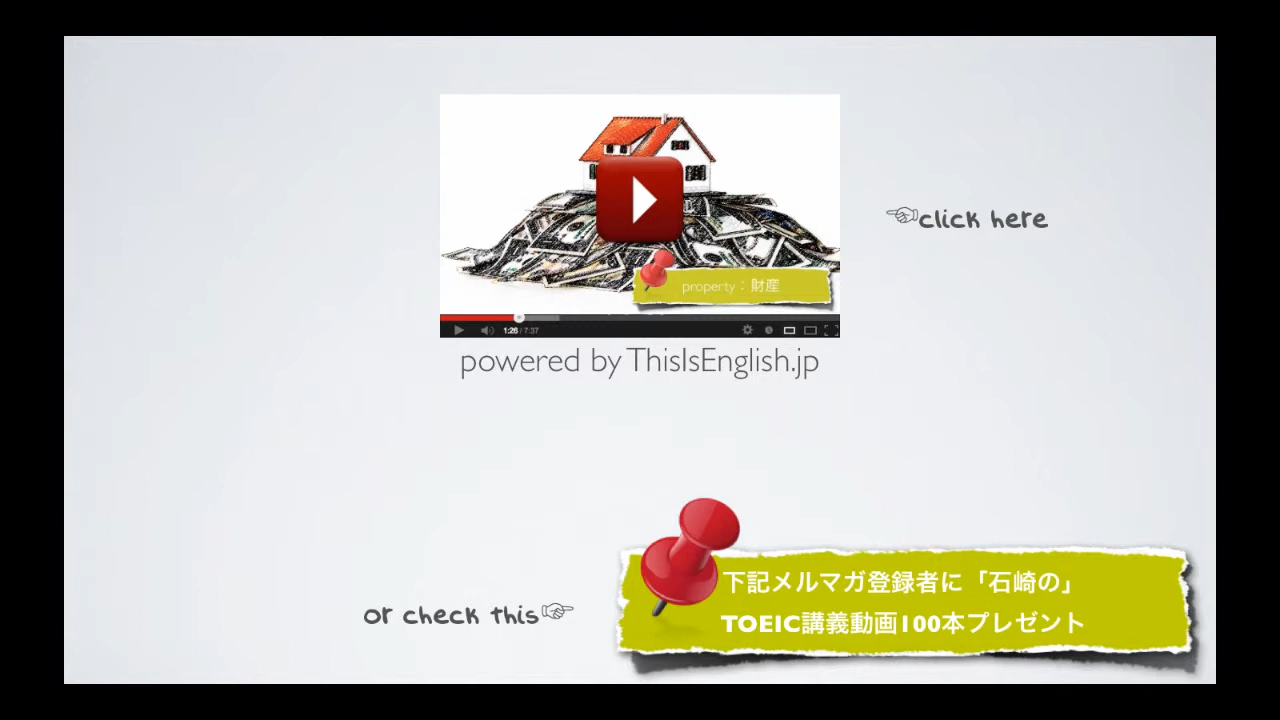 ☜click here
property：財産
1:26 / 7:37
powered by ThisIsEnglish.jp
下記メルマガ登録者に「石崎の」
or check this☞
TOEIC講義動画100本プレゼント